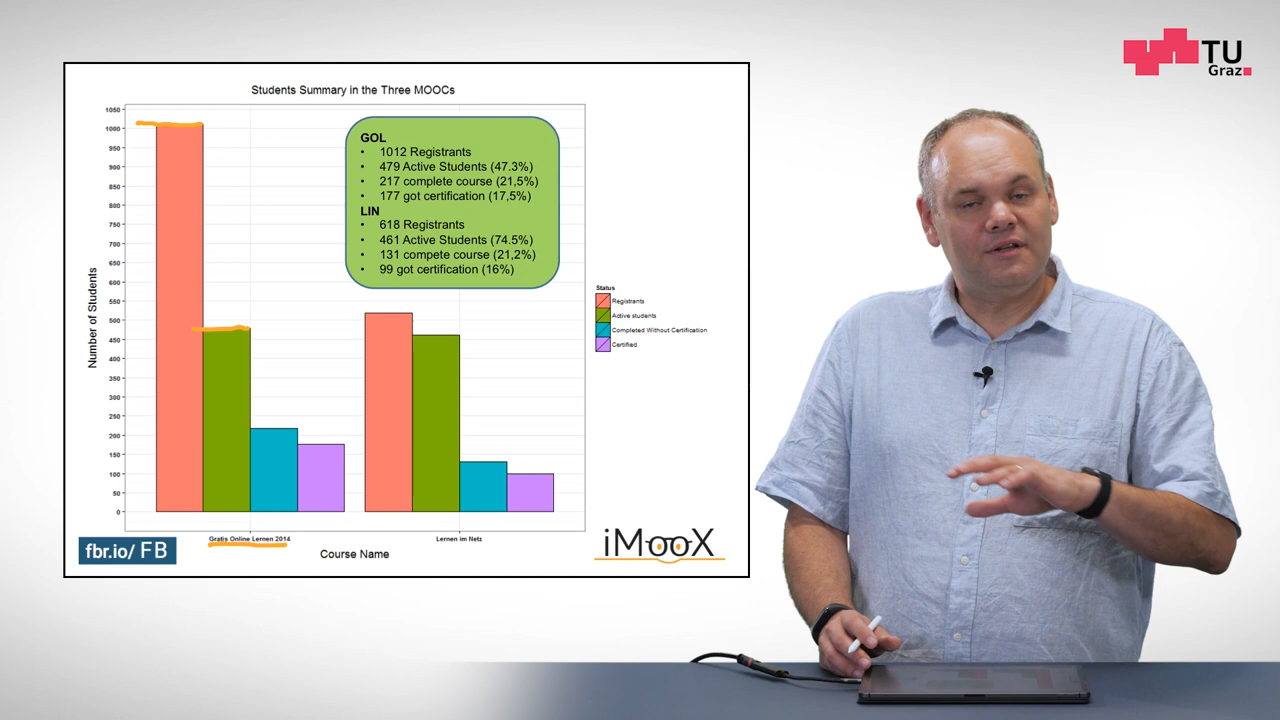 TU
Graz
Students Summary in the Three MOOCs
1050
1000
950
900
850
800
750
700
650
600
550
500
450
400
350
300
250
200
150
100
50
0
Number of Students
GOL
• 1012 Registrants
• 479 Active Students (47.3%)
• 217 complete course (21,5%)
• 177 got certification (17,5%)
LIN
• 618 Registrants
• 461 Active Students (74.5%)
• 131 compete course (21,2%)
• 99 got certification (16%)
Status
Registrants
Active students
Completed Without Certification
Certified
Gratis Online Lernen 2014
Lernen im Netz
Course Name
fbr.io/ FB
iMooX